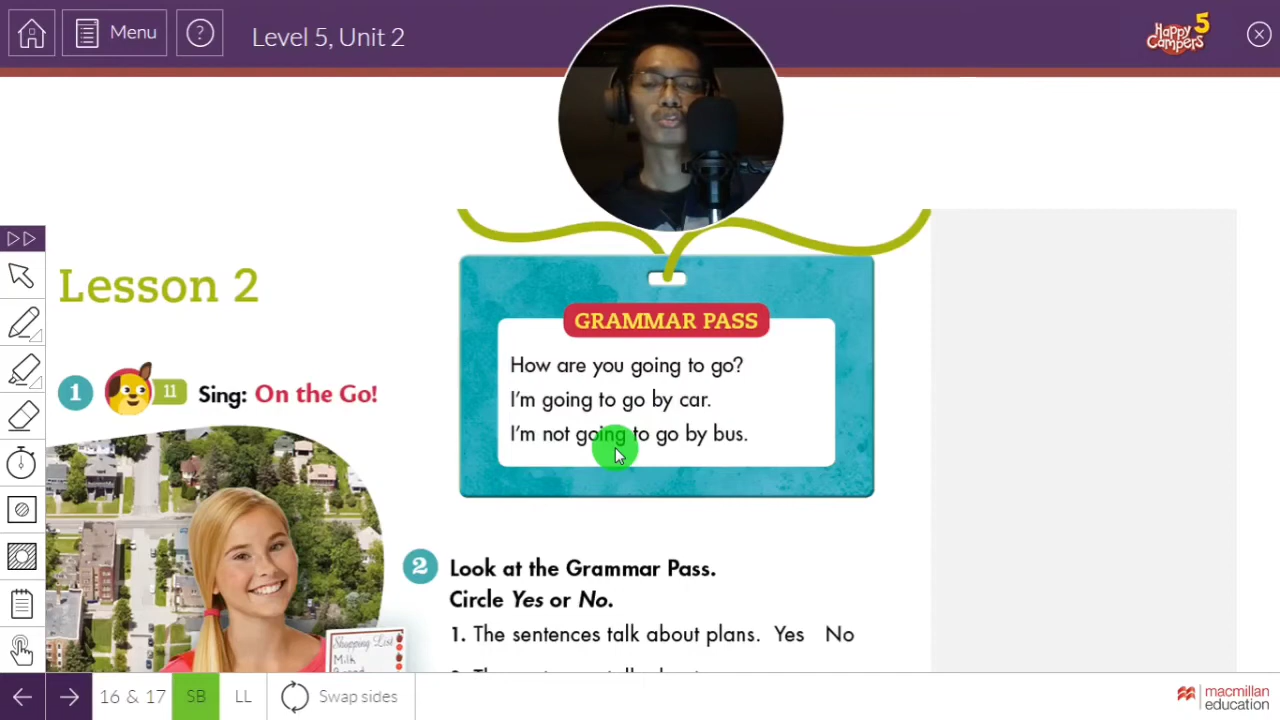 Menu
?
Level 5, Unit 2
Happy Campers 5
Lesson 2
1
11
Sing: On the Go!
GRAMMAR PASS
How are you going to go?
I'm going to go by car.
I'm not going to go by bus.
2
Look at the Grammar Pass.
Circle Yes or No.
1. The sentences talk about plans. Yes No
Shopping List
Milk
16 & 17
SB
LL
Swap sides
macmillan
education